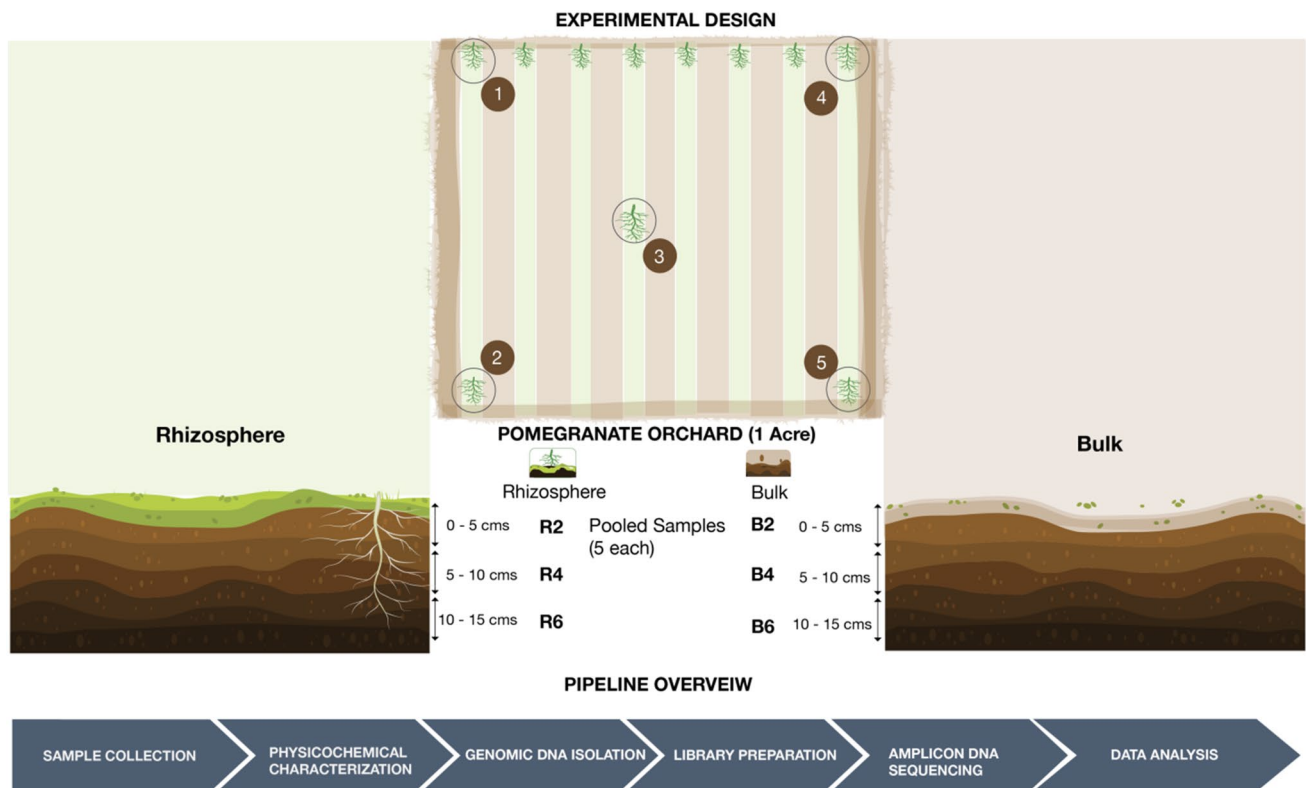 EXPERIMENTAL DESIGN
1
4
3
2
5
Rhizosphere
POMEGRANATE ORCHARD (1 Acre)
Bulk
Rhizosphere
Bulk
0 - 5 cms R2 Pooled Samples B2 0 - 5 cms
(5 each)
5 - 10 cms R4 B4 5 - 10 cms
10 - 15 cms R6 B6 10 - 15 cms
PIPELINE OVERVEIW
SAMPLE COLLECTION
PHYSICOCHEMICAL
CHARACTERIZATION
GENOMIC DNA ISOLATION
LIBRARY PREPARATION
AMPLICON DNA
SEQUENCING
DATA ANALYSIS